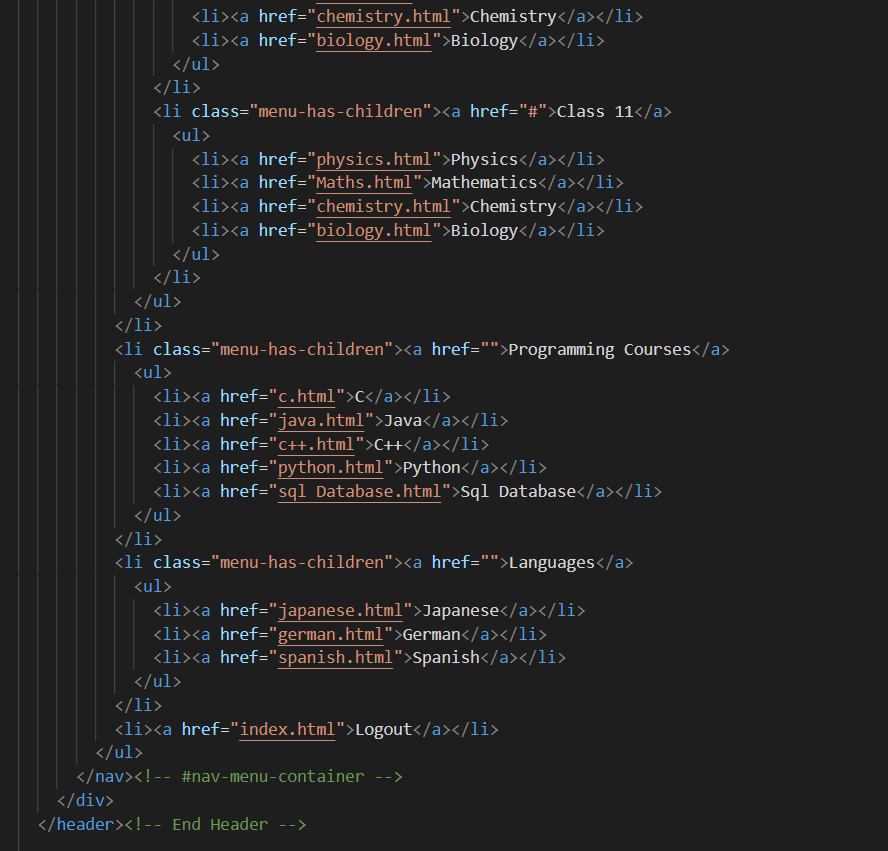 <li><a href="chemistry.html">Chemistry</a></li>
<li><a href="biology.html">Biology</a></li>
</ul>
</li>
<li class="menu-has-children"><a href="#">Class 11</a>
<ul>
<li><a href="physics.html">Physics</a></li>
<li><a href="Maths.html">Mathematics</a></li>
<li><a href="chemistry.html">Chemistry</a></li>
<li><a href="biology.html">Biology</a></li>
</ul>
</li>
</ul>
</li>
<li class="menu-has-children"><a href="">Programming Courses</a>
<ul>
<li><a href="c.html">C</a></li>
<li><a href="java.html">Java</a></li>
<li><a href="c++.html">C++</a></li>
<li><a href="python.html">Python</a></li>
<li><a href="sql Database.html">Sql Database</a></li>
</ul>
</li>
<li class="menu-has-children"><a href="">Languages</a>
<ul>
<li><a href="japanese.html">Japanese</a></li>
<li><a href="german.html">German</a></li>
<li><a href="spanish.html">Spanish</a></li>
</ul>
</li>
<li><a href="index.html">Logout</a></li>
</ul>
</nav><!-- #nav-menu-container -->
</div>
</header><!-- End Header -->